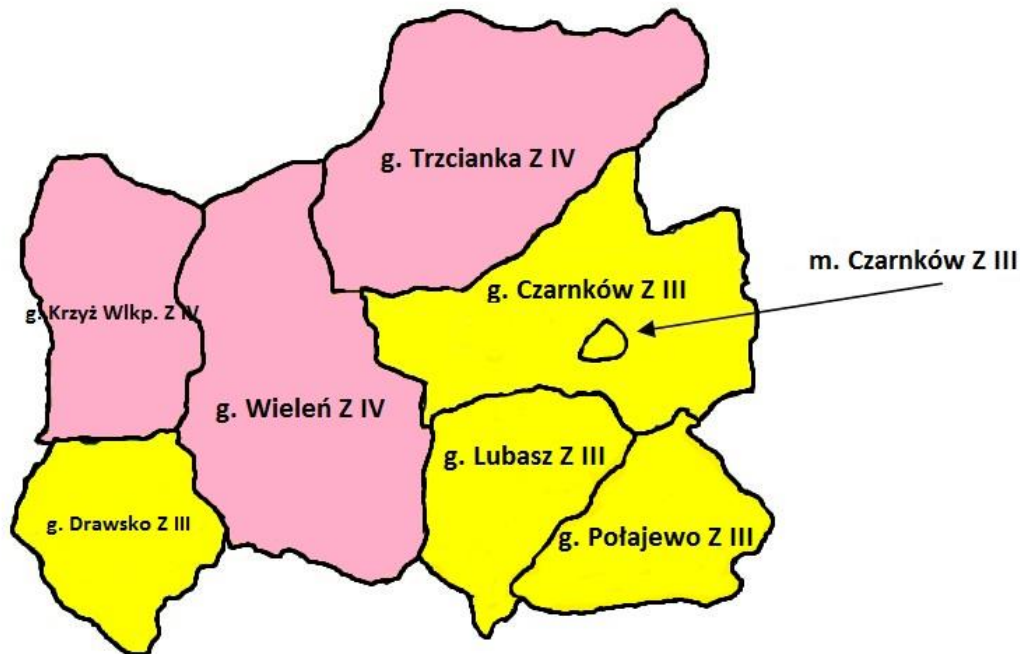 g. Trzcianka Z IV
m. Czarnków Z III
g. Czarnków Z III
g. Krzyż Wlkp. Z IV
g. Wieleń Z IV
g. Lubasz Z III
g. Drawsko Z III
g. Połajewo Z III